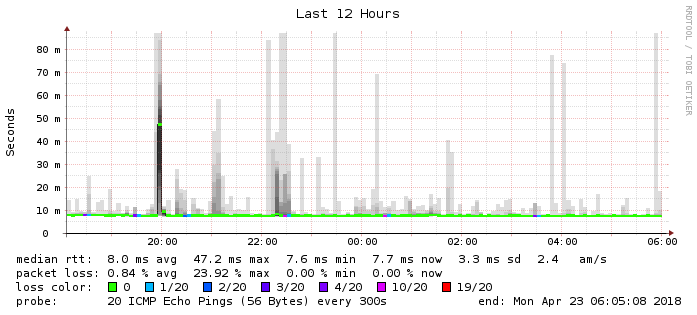 Last 12 Hours
RRDTOOL / TOBI OETIKER
Seconds
80 m
70 m
60 m
50 m
40 m
30 m
20 m
10 m
0
20:00 22:00 00:00 02:00 04:00 06:00
median rtt: 8.0 ms avg 47.2 ms max 7.6 ms min 7.7 ms now 3.3 ms sd 2.4 am/s
packet loss: 0.84 % avg 23.92 % max 0.00 % min 0.00 % now
loss color: 0 1/20 2/20 3/20 4/20 10/20 19/20
probe: 20 ICMP Echo Pings (56 Bytes) every 300s end: Mon Apr 23 06:05:08 2018